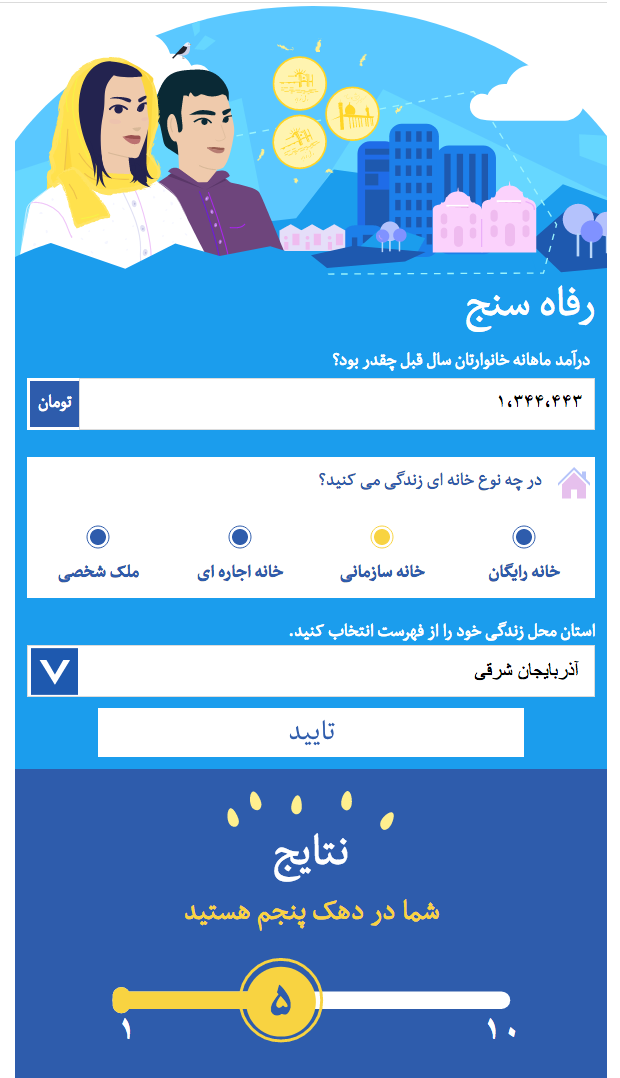 رفاه سنج
درآمد ماهانه خانوارتان سال قبل چقدر بود؟
۱،۳۴۴،۴۴۳ تومان
در چه نوع خانه ای زندگی می کنید؟
خانه رایگان خانه سازمانی خانه اجاره ای ملک شخصی
استان محل زندگی خود را از فهرست انتخاب کنید.
آذربایجان شرقی
تایید
نتایج
شما در دهک پنجم هستید
۵
۱ ۱۰